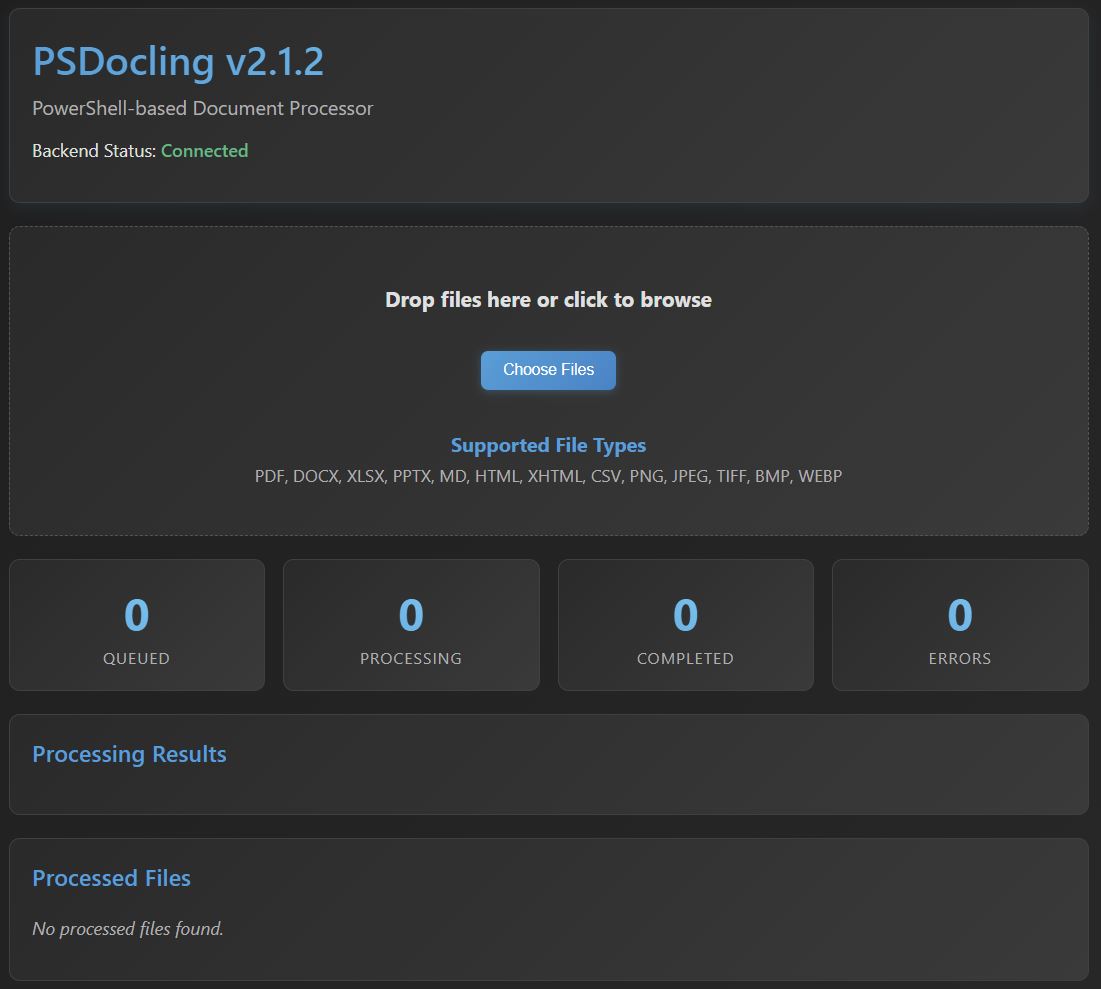 PSDocling v2.1.2
PowerShell-based Document Processor
Backend Status: Connected
Drop files here or click to browse
Choose Files
Supported File Types
PDF, DOCX, XLSX, PPTX, MD, HTML, XHTML, CSV, PNG, JPEG, TIFF, BMP, WEBP
0
QUEUED
0
PROCESSING
0
COMPLETED
0
ERRORS
Processing Results
Processed Files
No processed files found.